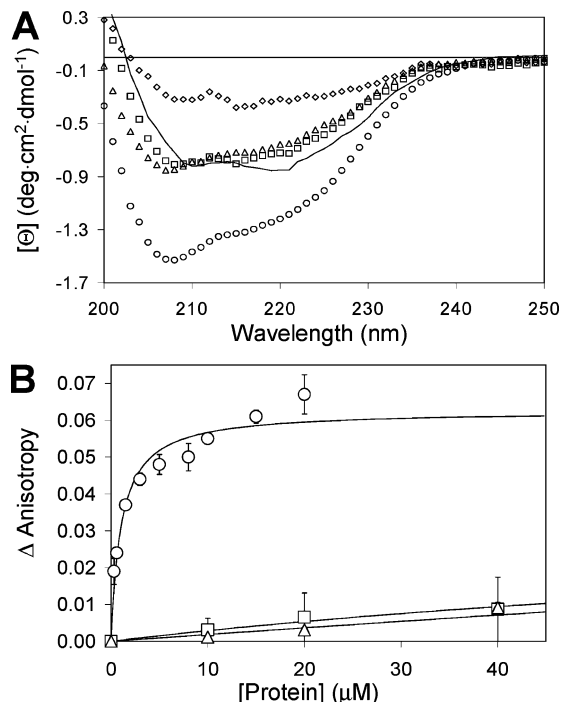 A
0.3
-0.1
-0.5
-0.9
-1.3
-1.7
[Θ] (deg·cm²·dmol⁻¹)
200 210 220 230 240 250
Wavelength (nm)
B
0.07
0.06
0.05
0.04
0.03
0.02
0.01
0.00
Δ Anisotropy
0 10 20 30 40
[Protein] (μM)